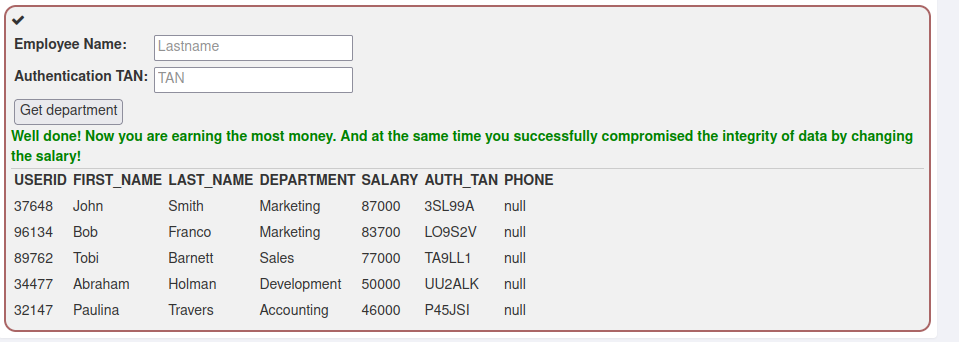 Employee Name: Lastname
Authentication TAN: TAN
Get department
Well done! Now you are earning the most money. And at the same time you successfully compromised the integrity of data by changing
the salary!
USERID FIRST_NAME LAST_NAME DEPARTMENT SALARY AUTH_TAN PHONE
37648 John Smith Marketing 87000 3SL99A null
96134 Bob Franco Marketing 83700 LO9S2V null
89762 Tobi Barnett Sales 77000 TA9LL1 null
34477 Abraham Holman Development 50000 UU2ALK null
32147 Paulina Travers Accounting 46000 P45JSI null